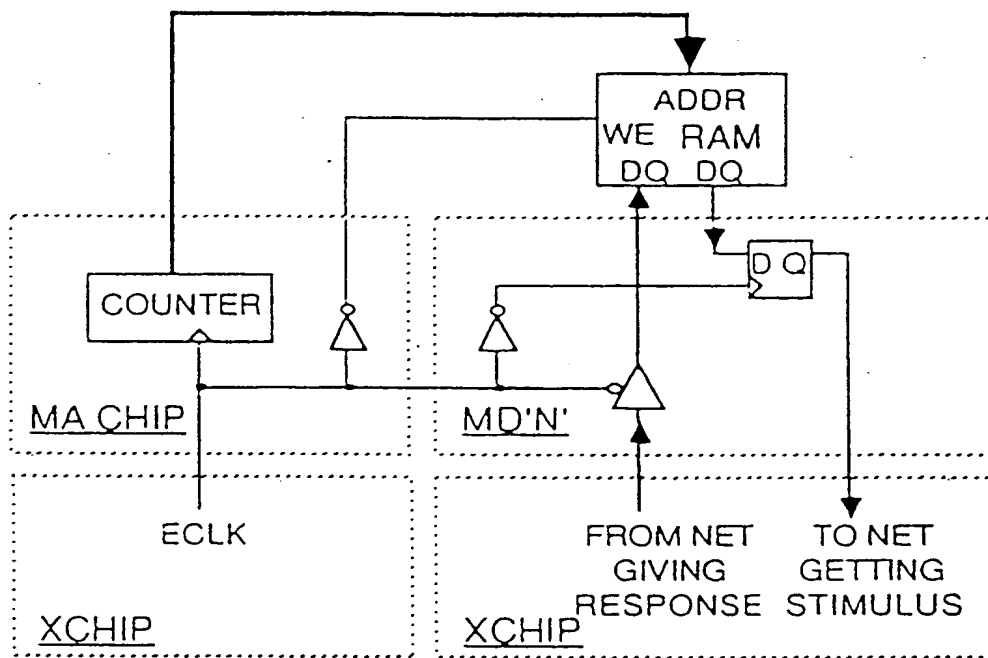 ADDR
WE RAM
DQ DQ
D Q
COUNTER
MA CHIP
MD'N'
ECLK
FROM NET
GIVING
RESPONSE
TO NET
GETTING
STIMULUS
XCHIP
XCHIP